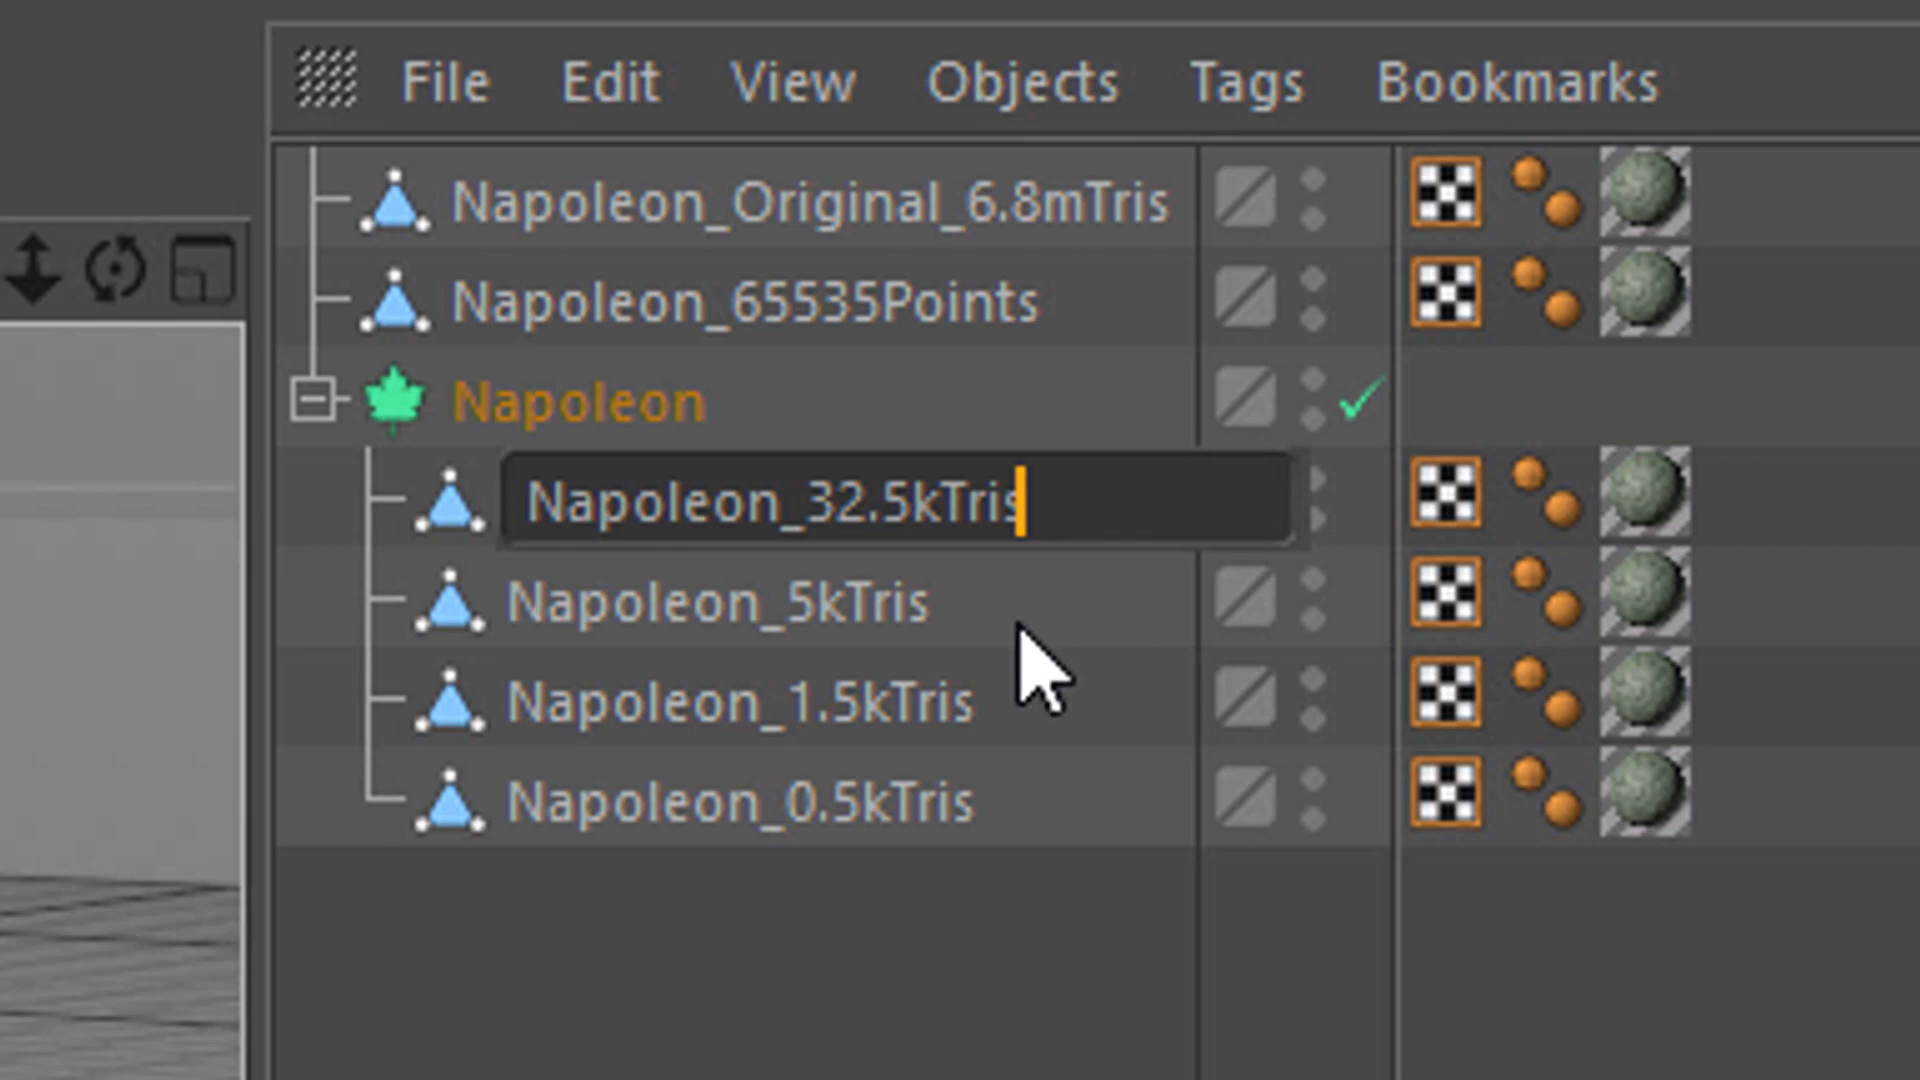 File Edit View Objects Tags Bookmarks
Napoleon_Original_6.8mTris
Napoleon_65535Points
Napoleon
Napoleon_32.5kTris
Napoleon_5kTris
Napoleon_1.5kTris
Napoleon_0.5kTris